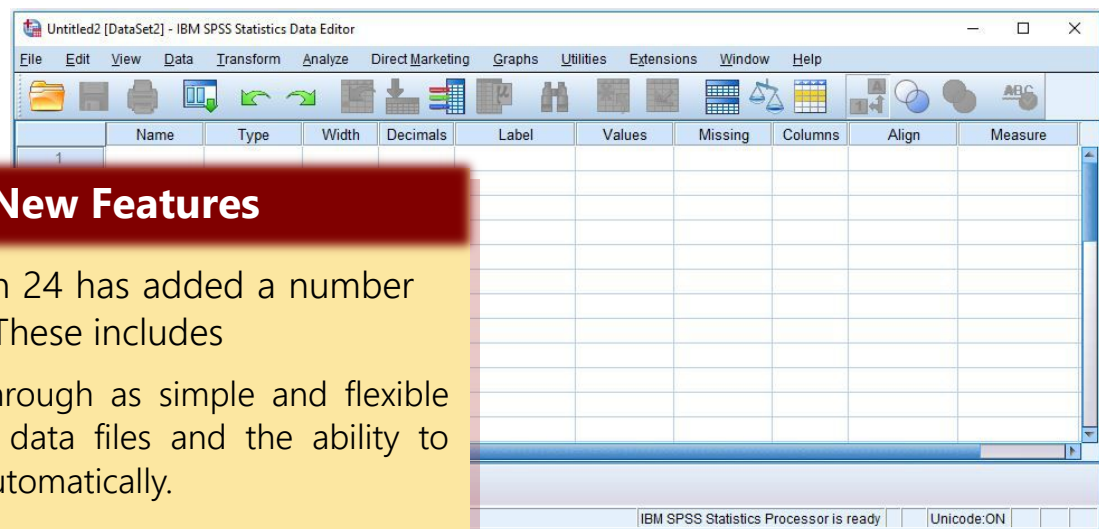 Untitled2 [DataSet2] - IBM SPSS Statistics Data Editor
File Edit View Data Transform Analyze Direct Marketing Graphs Utilities Extensions Window Help
Name Type Width Decimals Label Values Missing Columns Align Measure
1
New Features
24 has added a number
These includes
as simple and flexible
data files and the ability to
IBM SPSS Statistics Processor is ready Unicode:ON